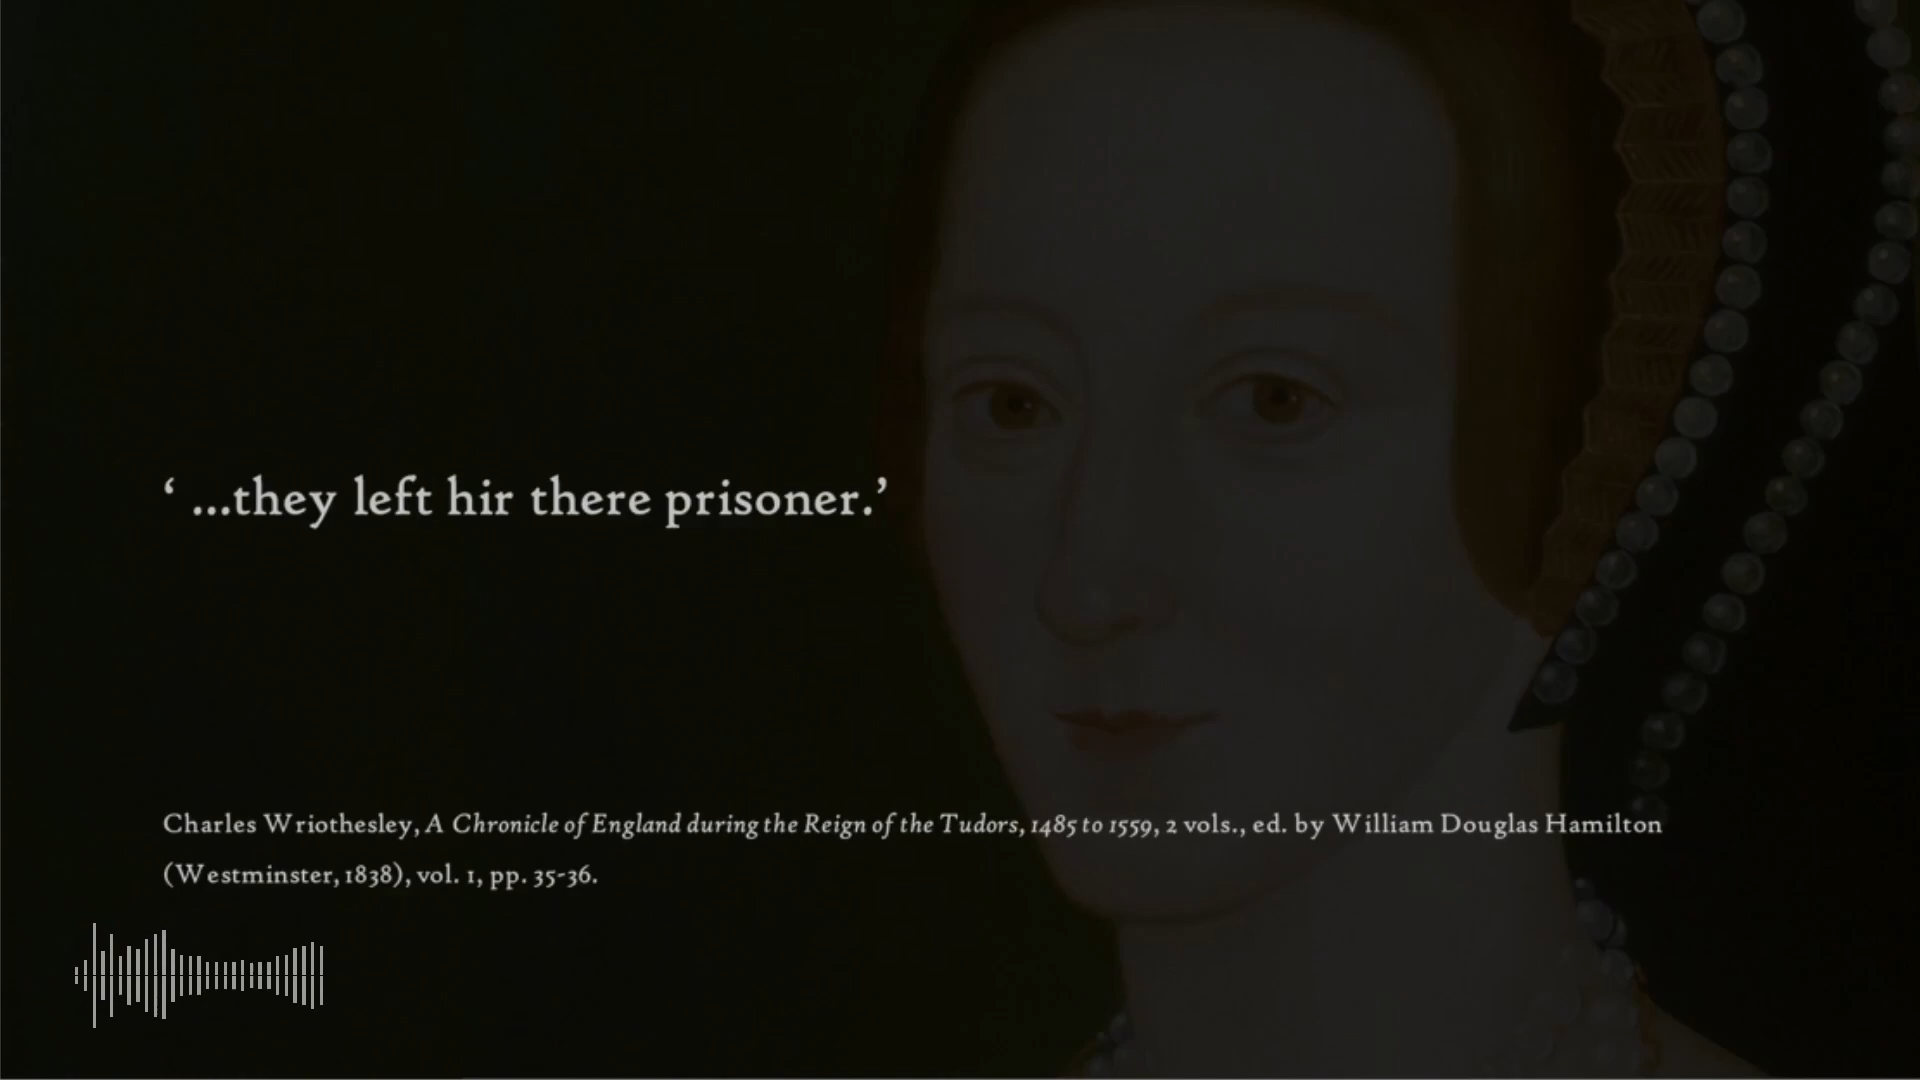 ‘ ...they left hir there prisoner.’
Charles Wriothesley, A Chronicle of England during the Reign of the Tudors, 1485 to 1559, 2 vols., ed. by William Douglas Hamilton
(Westminster, 1838), vol. 1, pp. 35-36.